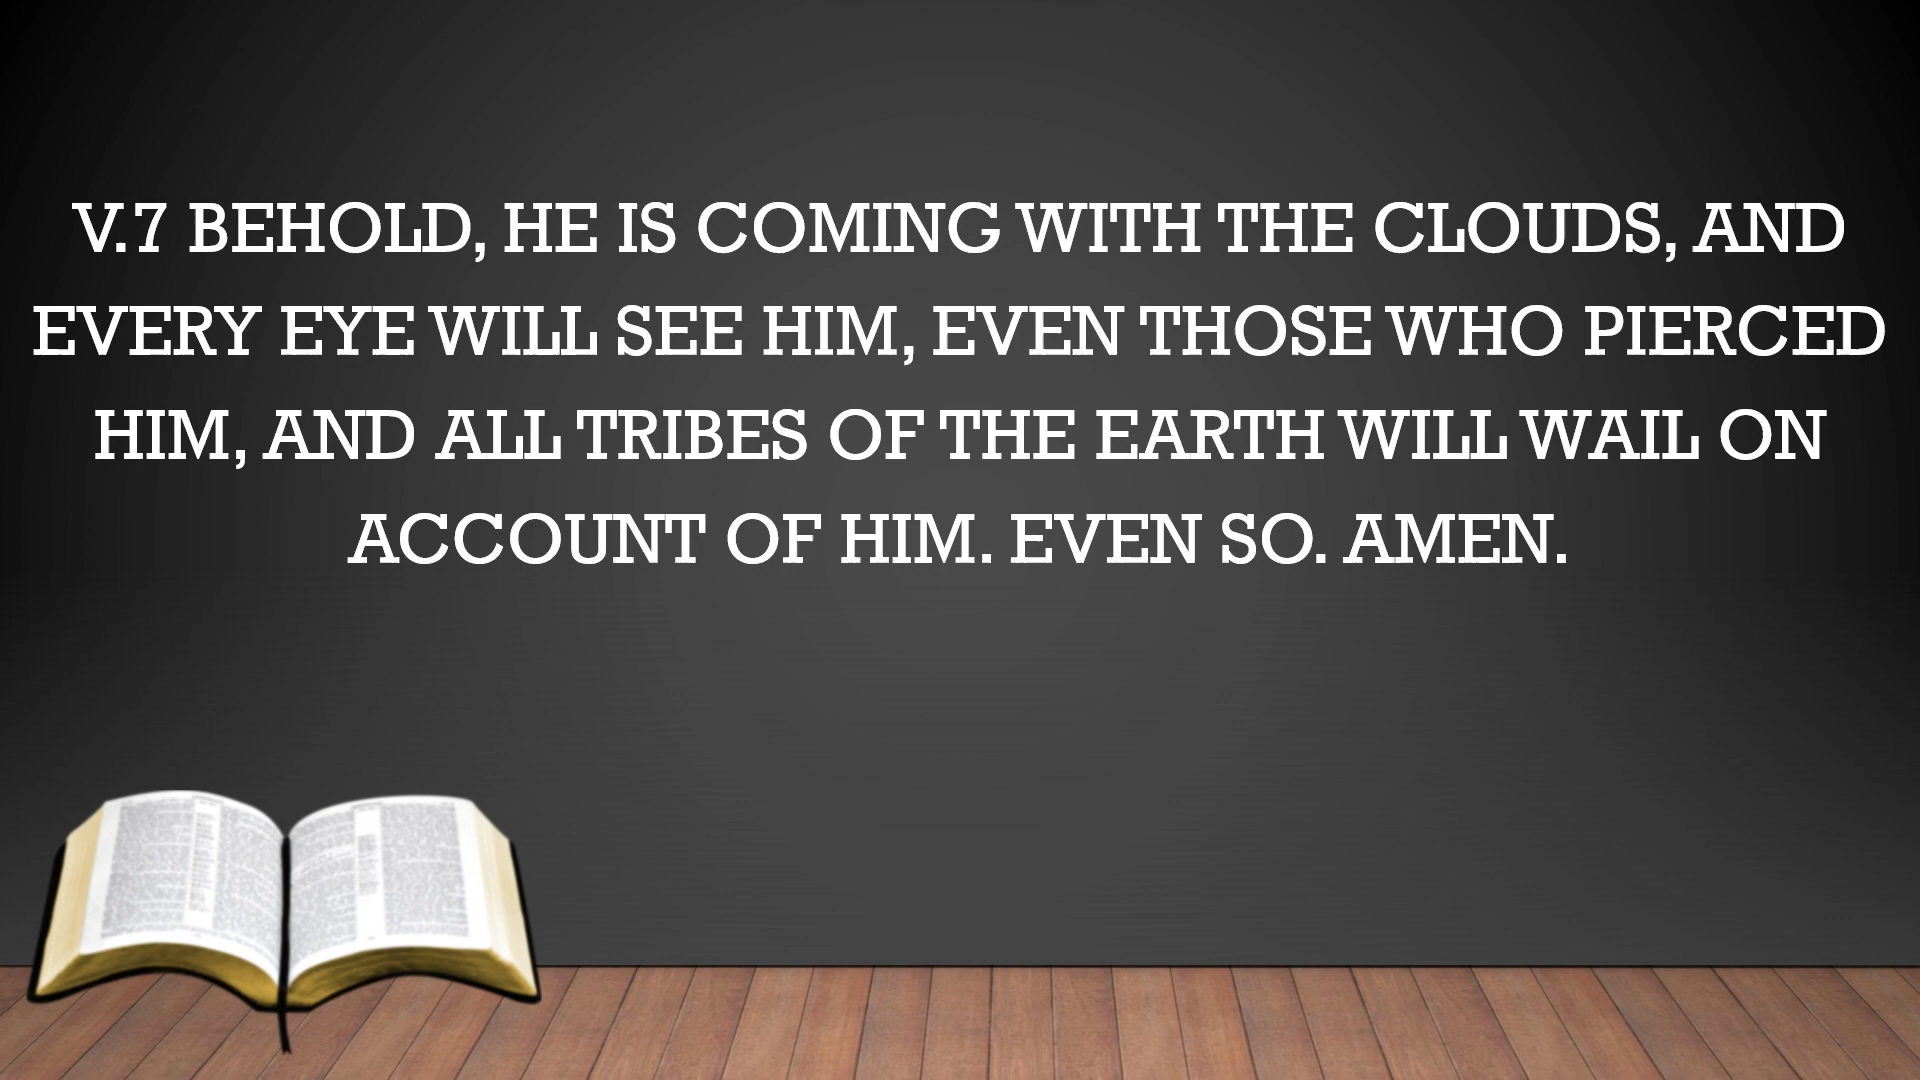 V.7 BEHOLD, HE IS COMING WITH THE CLOUDS, AND
EVERY EYE WILL SEE HIM, EVEN THOSE WHO PIERCED
HIM, AND ALL TRIBES OF THE EARTH WILL WAIL ON
ACCOUNT OF HIM. EVEN SO. AMEN.